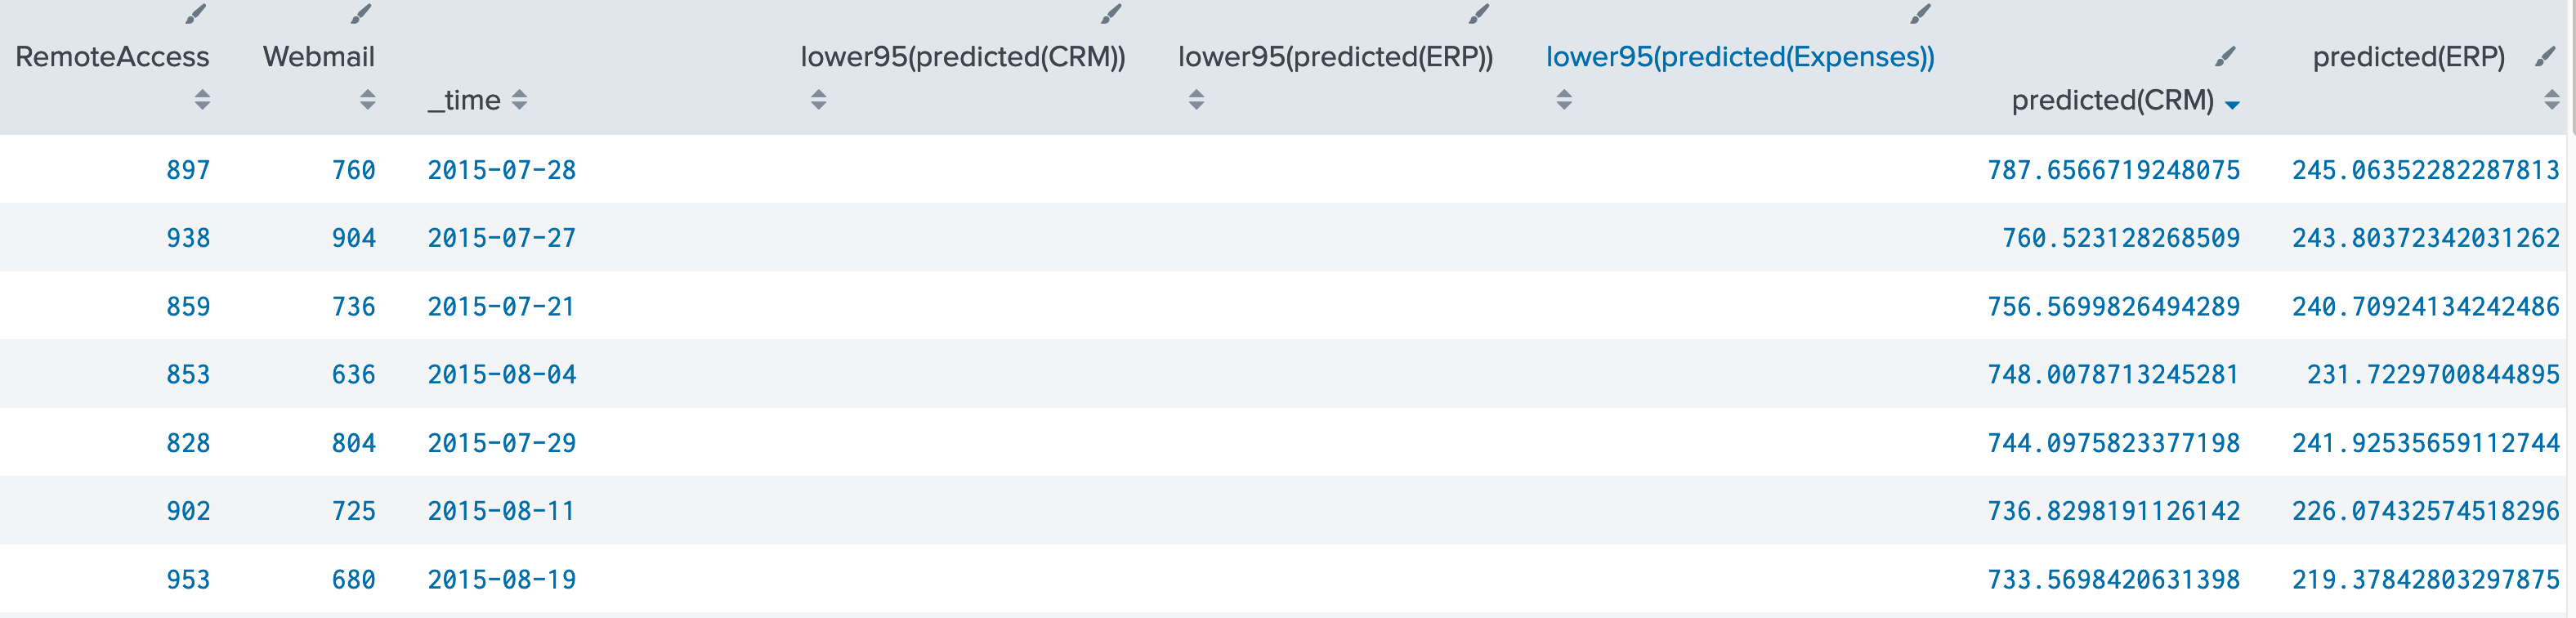 RemoteAccess Webmail _time lower95(predicted(CRM)) lower95(predicted(ERP)) lower95(predicted(Expenses)) predicted(CRM) predicted(ERP)
897 760 2015-07-28 787.6566719248075 245.06352282287813
938 904 2015-07-27 760.523128268509 243.80372342031262
859 736 2015-07-21 756.5699826494289 240.70924134242486
853 636 2015-08-04 748.0078713245281 231.7229700844895
828 804 2015-07-29 744.0975823377198 241.92535659112744
902 725 2015-08-11 736.8298191126142 226.07432574518296
953 680 2015-08-19 733.5698420631398 219.37842803297875